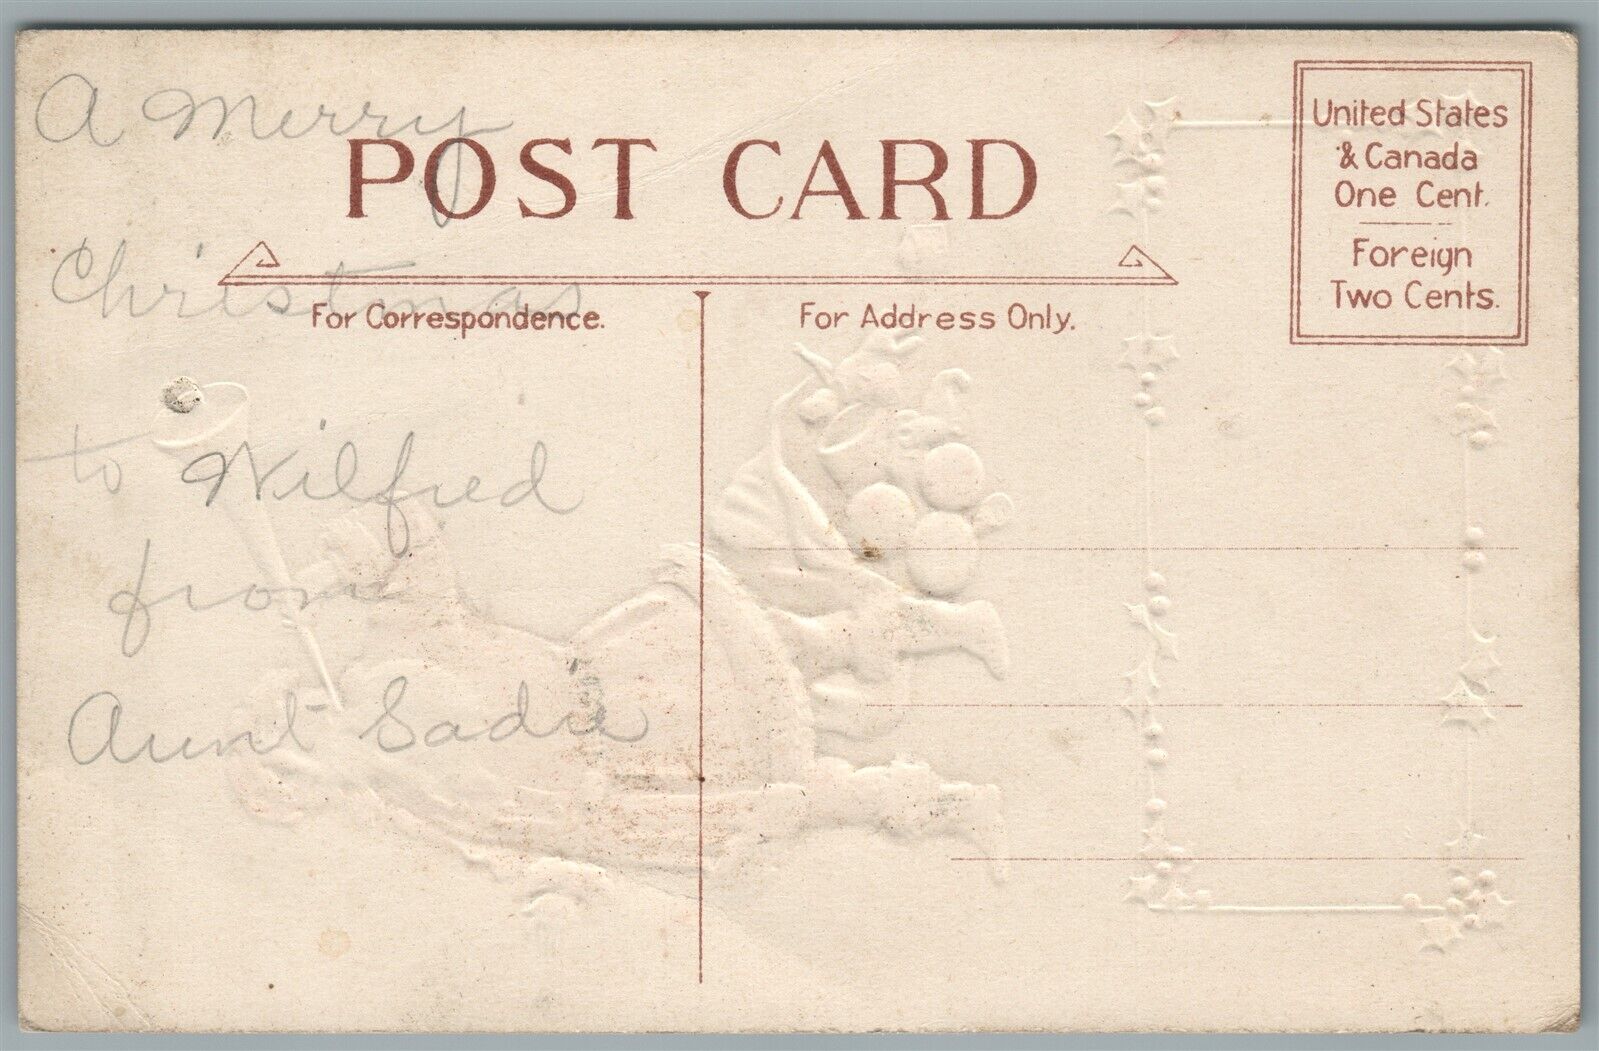 A Merry
POST CARD
Christmas
For Correspondence.
For Address Only.
United States
& Canada
One Cent.
Foreign
Two Cents.
to Wilfred
from
Aunt Sadie